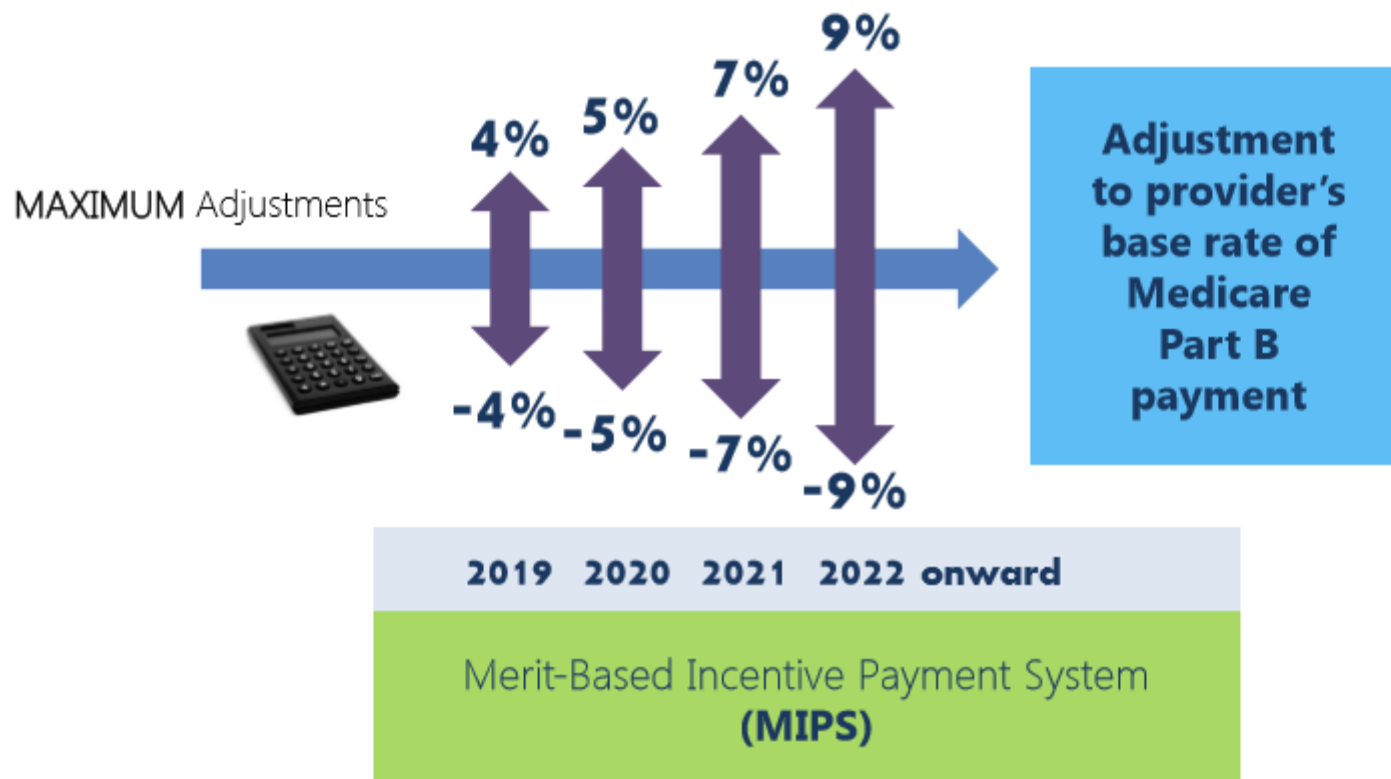 9%
7%
5%
4%
MAXIMUM Adjustments
-4%
-5%
-7%
-9%
Adjustment
to provider’s
base rate of
Medicare
Part B
payment
2019 2020 2021 2022 onward
Merit-Based Incentive Payment System
(MIPS)